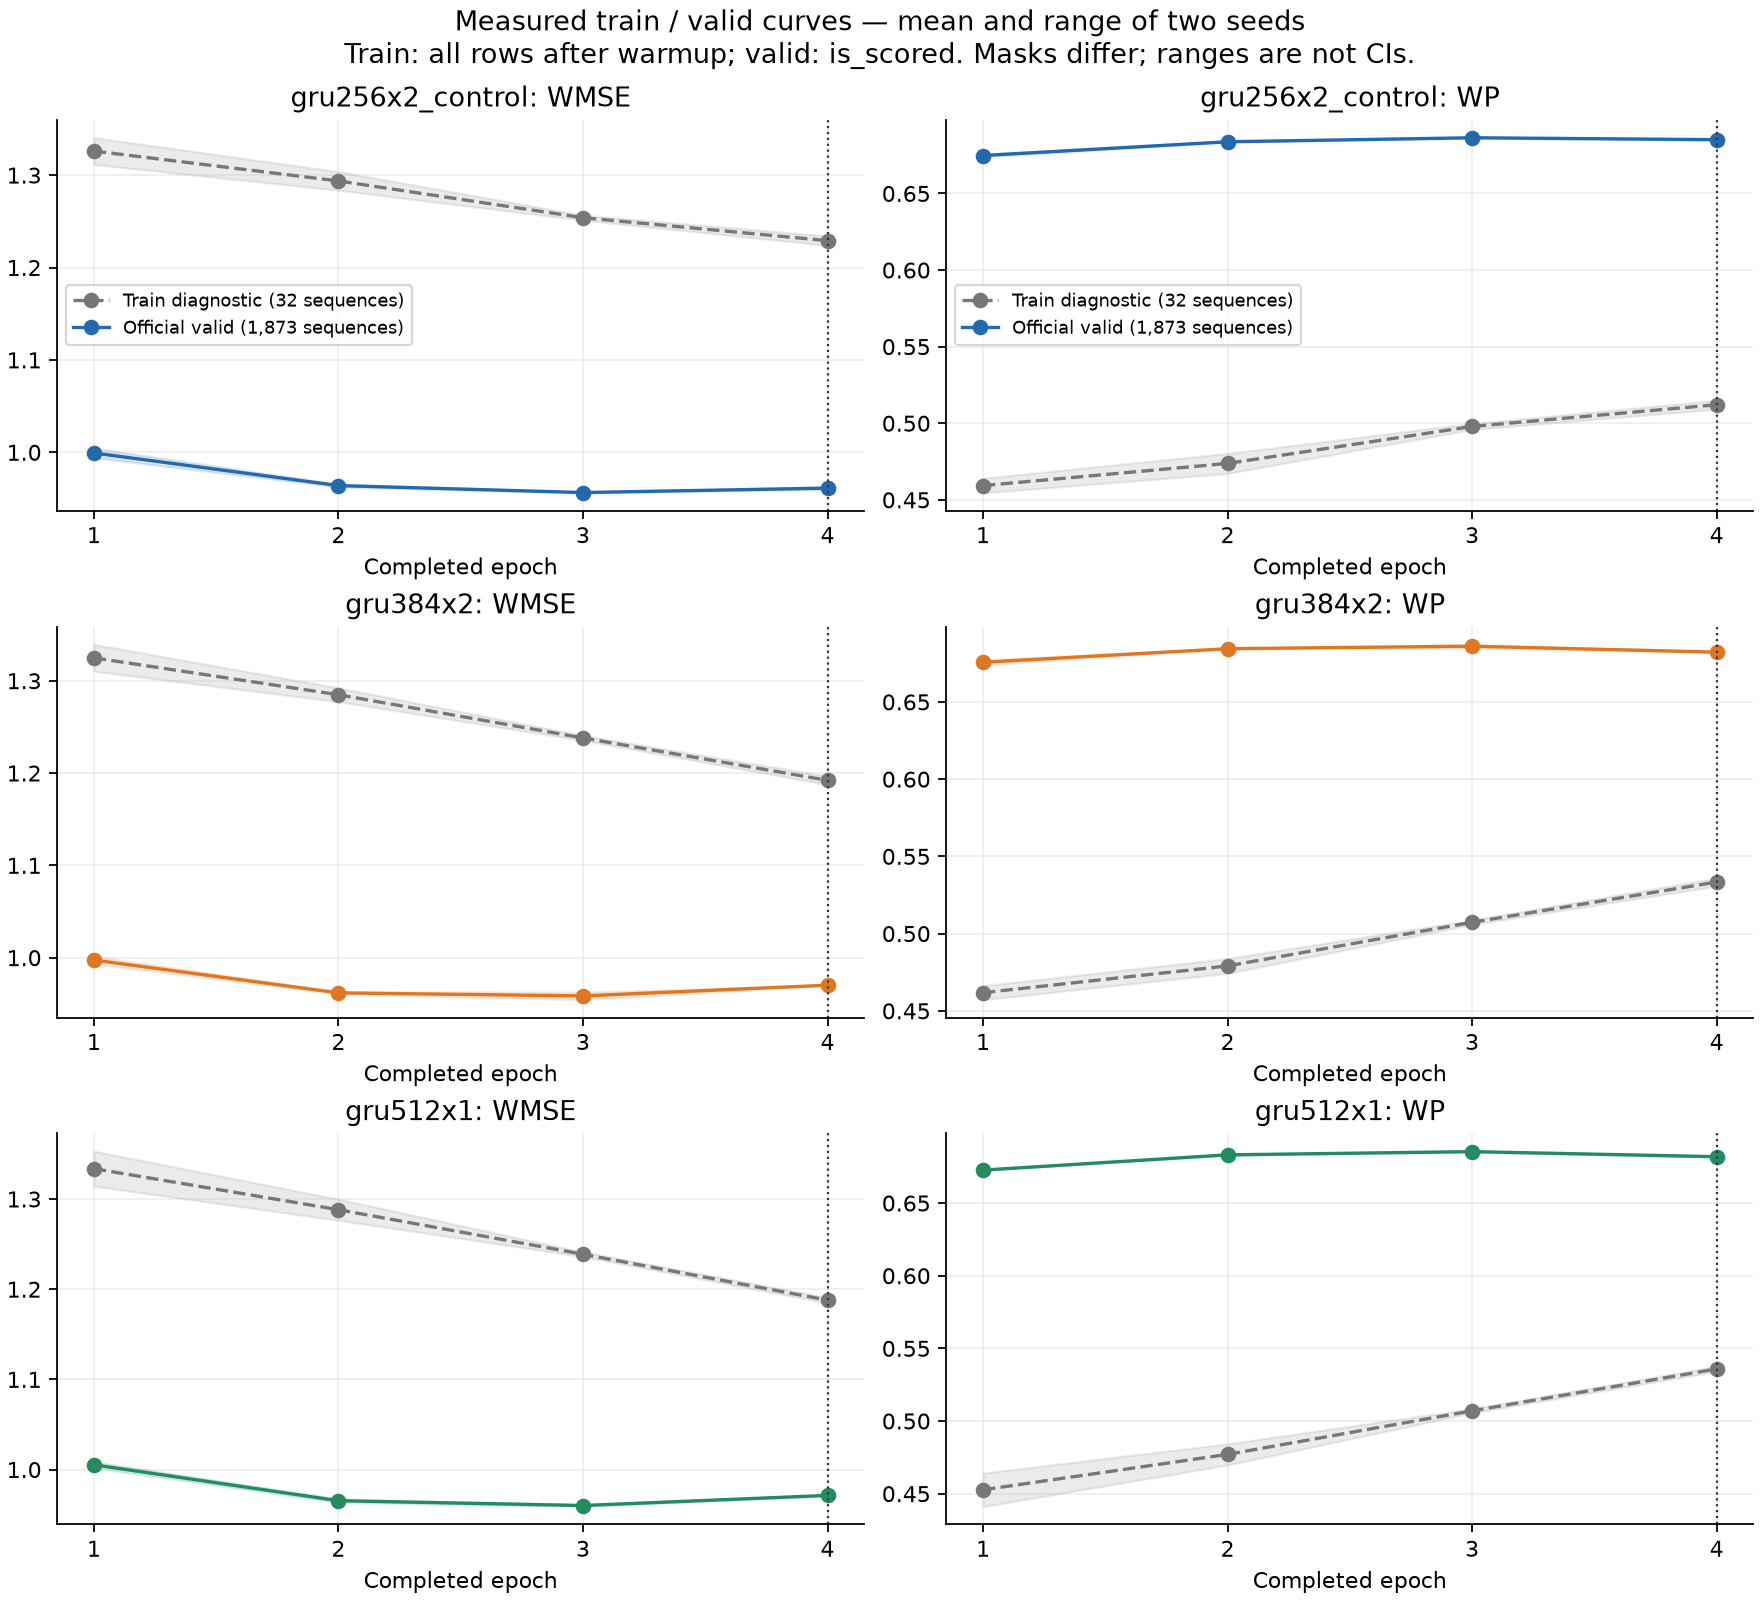 Measured train / valid curves — mean and range of two seeds
Train: all rows after warmup; valid: is_scored. Masks differ; ranges are not CIs.
gru256x2_control: WMSE
1.3
1.2
1.1
1.0
Train diagnostic (32 sequences)
Official valid (1,873 sequences)
1 2 3 4
Completed epoch
gru256x2_control: WP
0.65
0.60
0.55
0.50
0.45
Train diagnostic (32 sequences)
Official valid (1,873 sequences)
1 2 3 4
Completed epoch
gru384x2: WMSE
1.3
1.2
1.1
1.0
1 2 3 4
Completed epoch
gru384x2: WP
0.65
0.60
0.55
0.50
0.45
1 2 3 4
Completed epoch
gru512x1: WMSE
1.3
1.2
1.1
1.0
1 2 3 4
Completed epoch
gru512x1: WP
0.65
0.60
0.55
0.50
0.45
1 2 3 4
Completed epoch